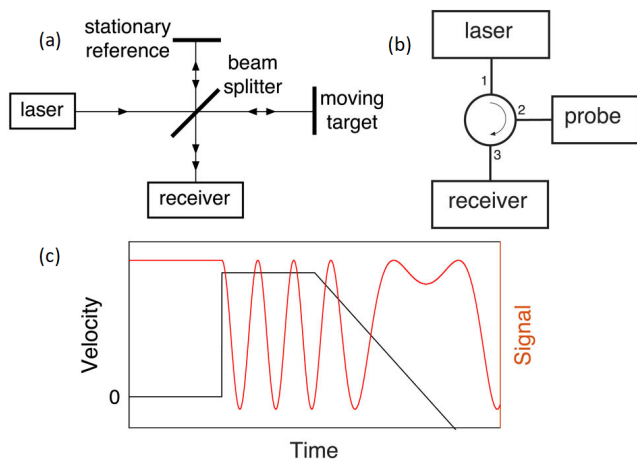 (a)
stationary
reference
beam
splitter
laser
moving
target
receiver
(b)
laser
1
2
probe
3
receiver
(c)
Velocity
0
Signal
Time